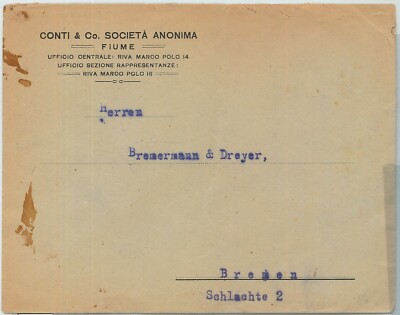 CONTI & Co. SOCIETÀ ANONIMA
FIUME
UFFICIO CENTRALE: RIVA MARCO POLO 14
UFFICIO SEZIONE RAPPRESENTANZE:
RIVA MARCO POLO 16
Herren
Bremermann & Dreyer,
Bremen
Schlachte 2